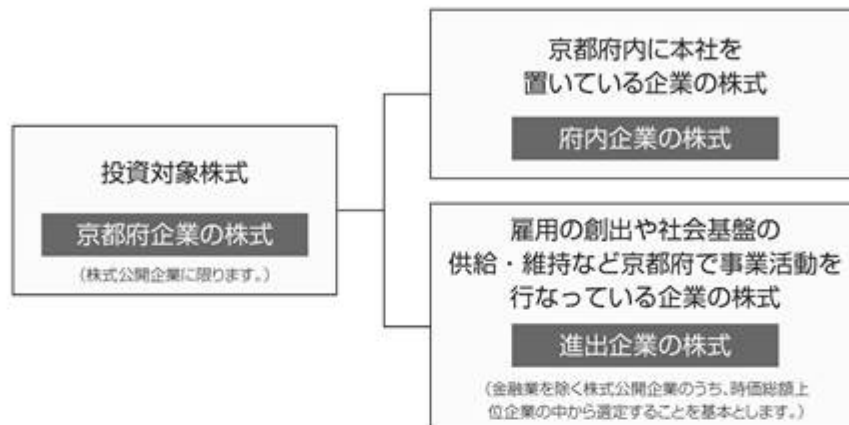 投資対象株式
京都府企業の株式
（株式公開企業に限ります。）
京都府内に本社を
置いている企業の株式
府内企業の株式
雇用の創出や社会基盤の
供給・維持など京都府で事業活動を
行なっている企業の株式
進出企業の株式
（金融業を除く株式公開企業のうち、時価総額上
位企業の中から選定することを基本とします。）